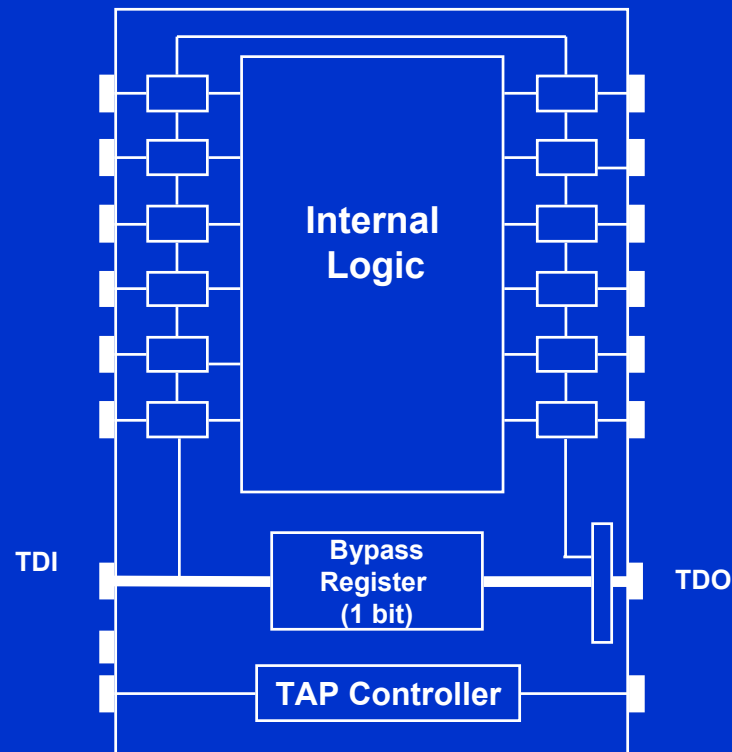 Internal
Logic
TDI
Bypass
Register
(1 bit)
TDO
TAP Controller